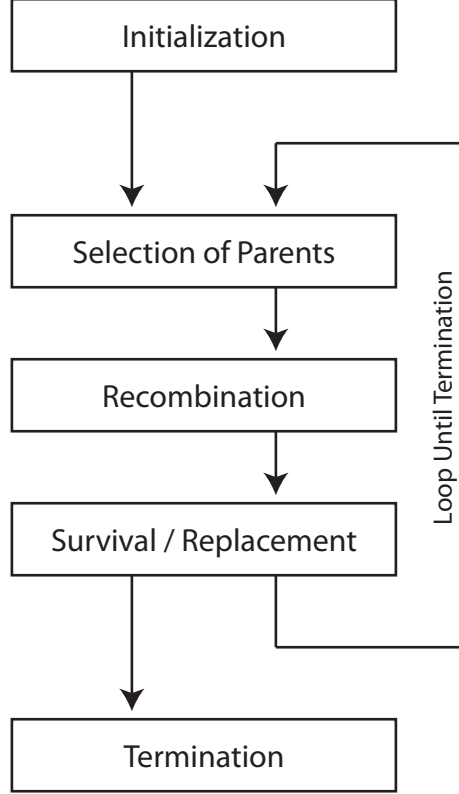 Initialization
Selection of Parents
Recombination
Loop Until Termination
Survival / Replacement
Termination